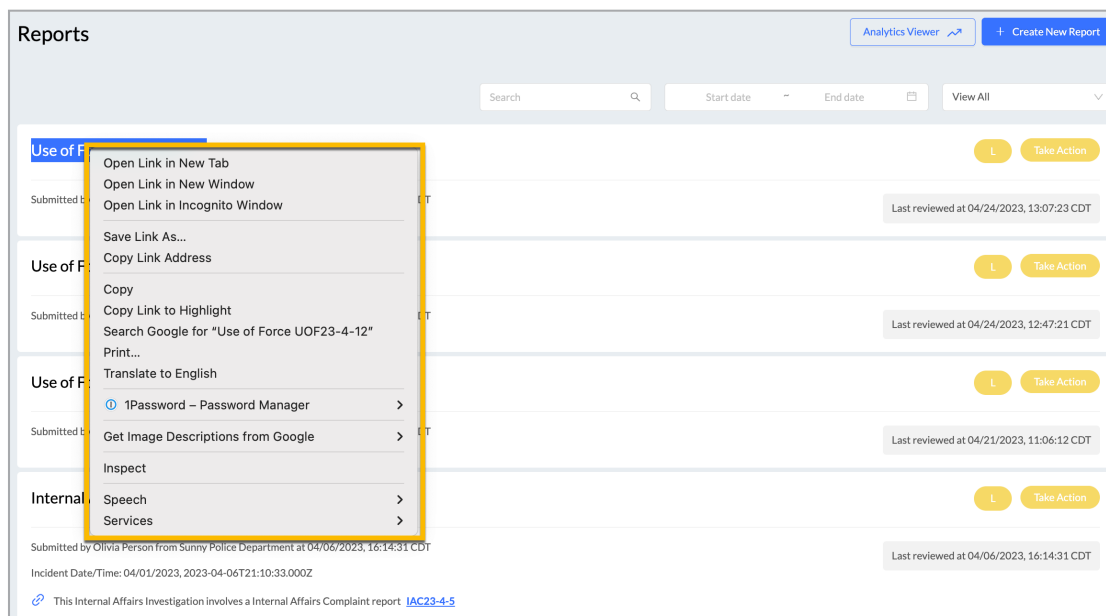 Reports
Analytics Viewer
+ Create New Report
Search
Start date
~
End date
View All
Use of F
L
Take Action
Submitted b
DT
Last reviewed at 04/24/2023, 13:07:23 CDT
Open Link in New Tab
Open Link in New Window
Open Link in Incognito Window
Save Link As...
Copy Link Address
Copy
Copy Link to Highlight
Search Google for “Use of Force UOF23-4-12”
Print...
Translate to English
1Password – Password Manager
Get Image Descriptions from Google
Inspect
Speech
Services
Use of F
L
Take Action
Submitted b
DT
Last reviewed at 04/24/2023, 12:47:21 CDT
Use of F
L
Take Action
Submitted b
DT
Last reviewed at 04/21/2023, 11:06:12 CDT
Internal
L
Take Action
Submitted by Olivia Person from Sunny Police Department at 04/06/2023, 16:14:31 CDT
Last reviewed at 04/06/2023, 16:14:31 CDT
Incident Date/Time: 04/01/2023, 2023-04-06T21:10:33.000Z
This Internal Affairs Investigation involves a Internal Affairs Complaint report IAC23-4-5